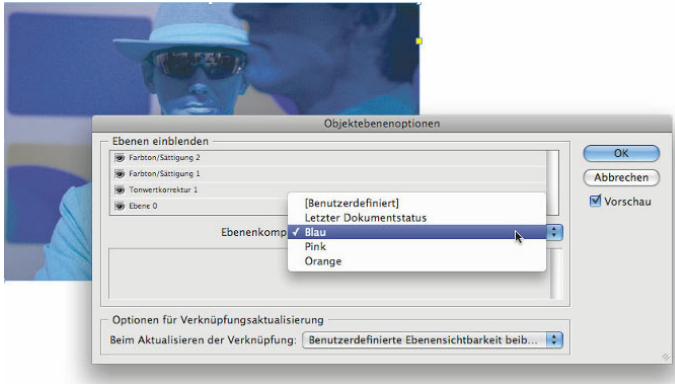 Objektebenenoptionen
Ebenen einblenden
Farbton/Sättigung 2
Farbton/Sättigung 1
Tonwertkorrektur 1
Ebene 0
OK
Abbrechen
Vorschau
[Benutzerdefiniert]
Letzter Dokumentstatus
Ebenenkomp ✓ Blau
Pink
Orange
Optionen für Verknüpfungsaktualisierung
Beim Aktualisieren der Verknüpfung: Benutzerdefinierte Ebenensichtbarkeit beib...